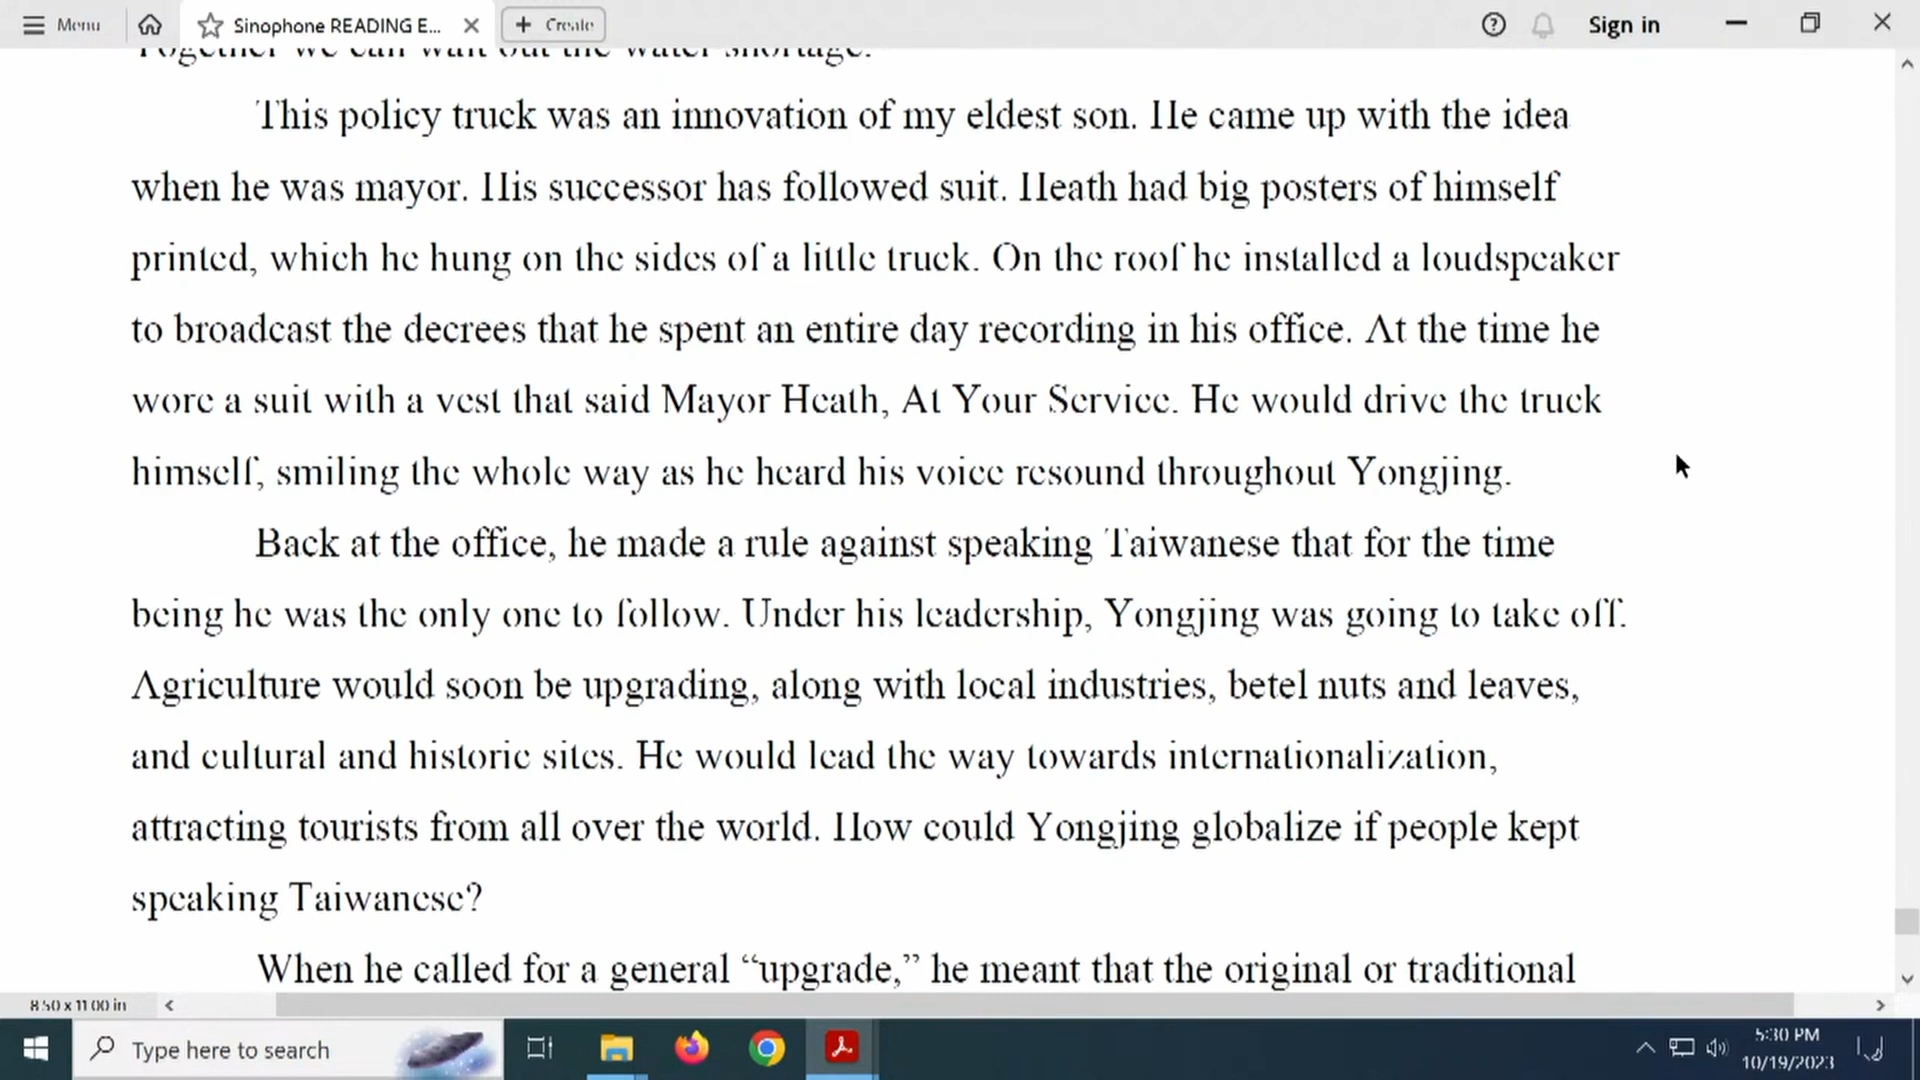 Menu
Sinophone READING E...
Create
Sign in
Together we can wait out the water shortage.
This policy truck was an innovation of my eldest son. He came up with the idea
when he was mayor. His successor has followed suit. Heath had big posters of himself
printed, which he hung on the sides of a little truck. On the roof he installed a loudspeaker
to broadcast the decrees that he spent an entire day recording in his office. At the time he
wore a suit with a vest that said Mayor Heath, At Your Service. He would drive the truck
himself, smiling the whole way as he heard his voice resound throughout Yongjing.
Back at the office, he made a rule against speaking Taiwanese that for the time
being he was the only one to follow. Under his leadership, Yongjing was going to take off.
Agriculture would soon be upgrading, along with local industries, betel nuts and leaves,
and cultural and historic sites. He would lead the way towards internationalization,
attracting tourists from all over the world. How could Yongjing globalize if people kept
speaking Taiwanese?
When he called for a general “upgrade,” he meant that the original or traditional
8.50 x 11.00 in
Type here to search
5:30 PM
10/19/2023